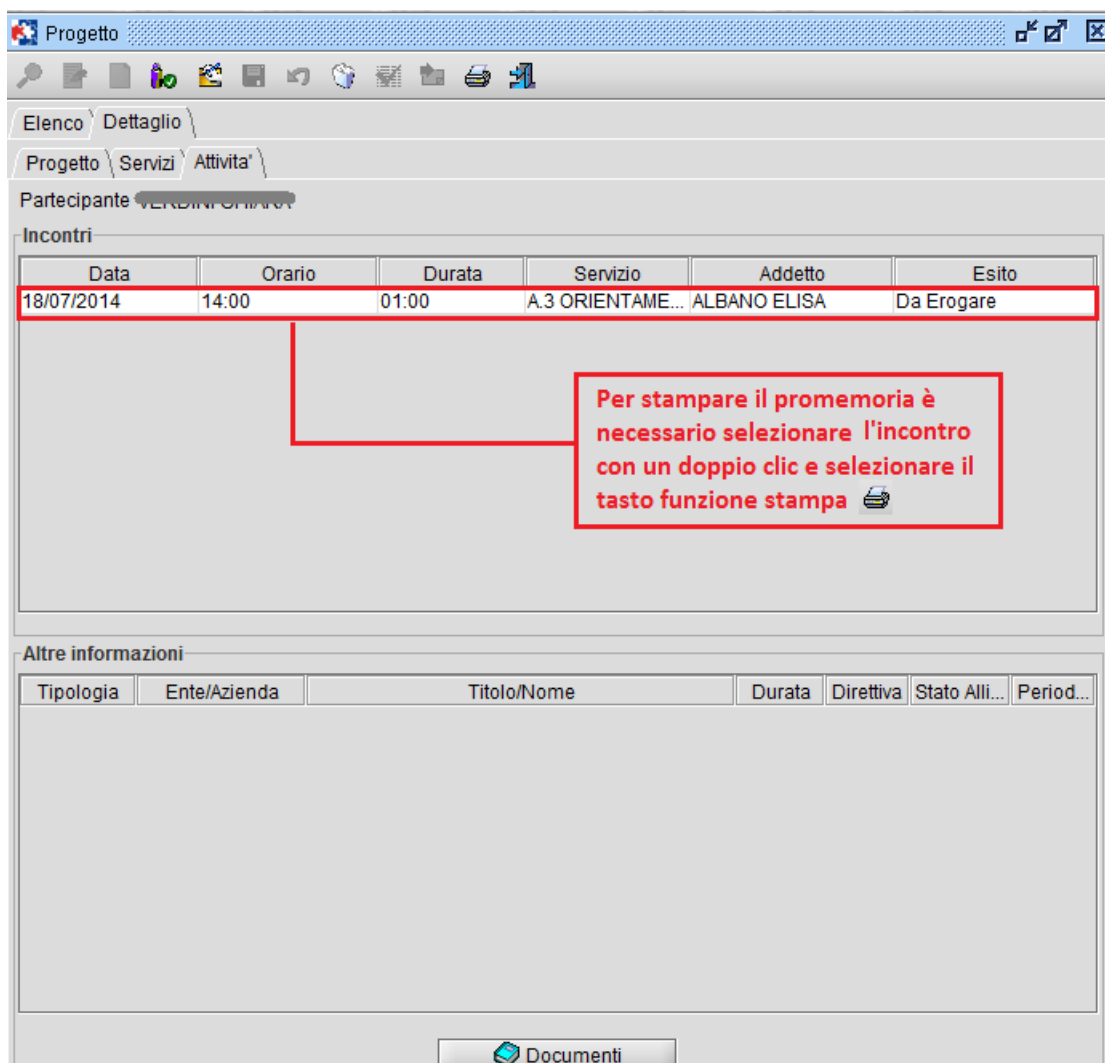 Progetto
Elenco Dettaglio
Progetto Servizi Attivita'
Partecipante
Incontri
Data Orario Durata Servizio Addetto Esito
18/07/2014 14:00 01:00 A.3 ORIENTAME... ALBANO ELISA Da Erogare
Per stampare il promemoria è
necessario selezionare l'incontro
con un doppio clic e selezionare il
tasto funzione stampa
Altre informazioni
Tipologia Ente/Azienda Titolo/Nome Durata Direttiva Stato Alli... Period...
Documenti